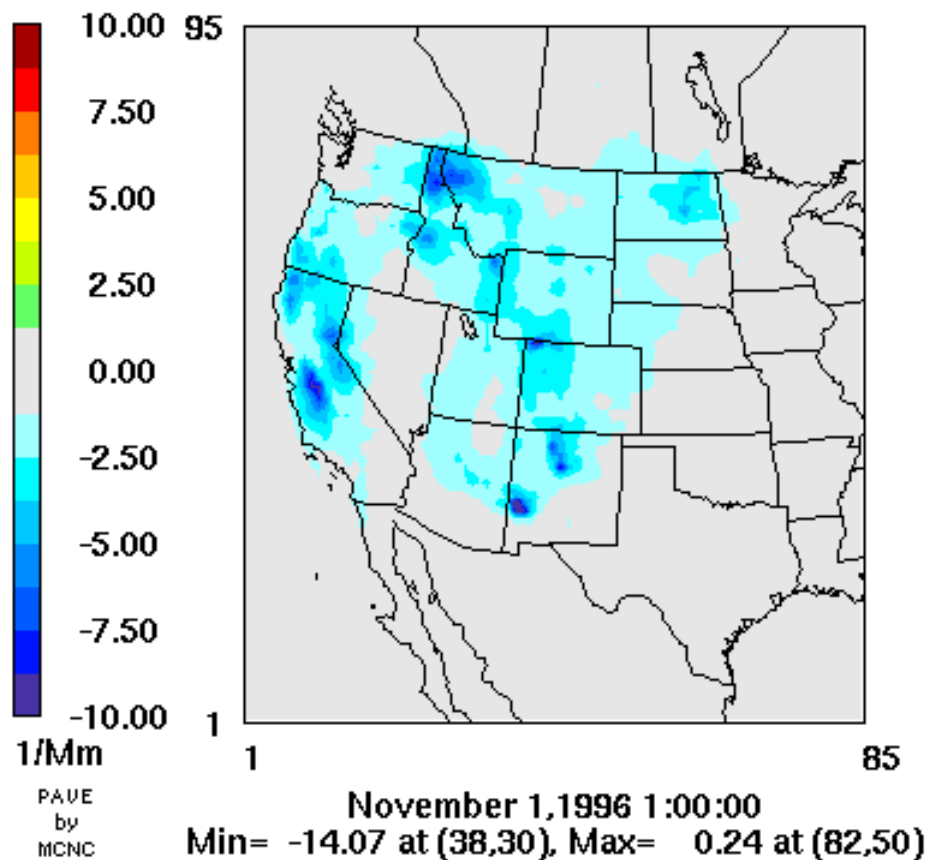 10.00
7.50
5.00
2.50
0.00
-2.50
-5.00
-7.50
-10.00
1/Mm
PAVE
by
MCNC
95
1
1
85
November 1,1996 1:00:00
Min= -14.07 at (38,30), Max= 0.24 at (82,50)